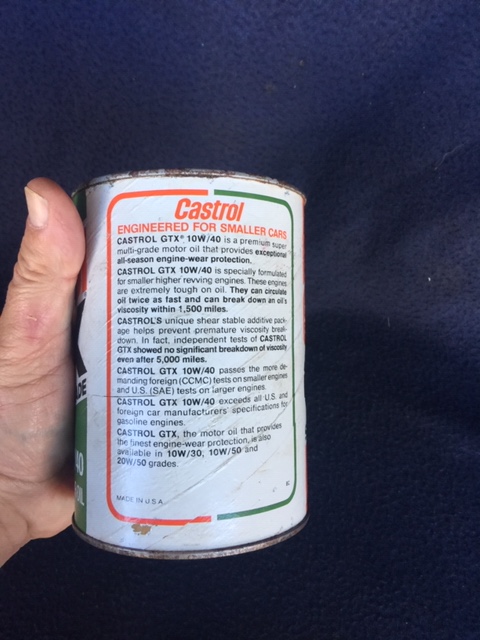 Castrol
ENGINEERED FOR SMALLER CARS
CASTROL GTX® 10W/40 is a premium super
multi-grade motor oil that provides exceptional
all-season engine-wear protection.
CASTROL GTX 10W/40 is specially formulated
for smaller higher revving engines. These engines
are extremely tough on oil. They can circulate
oil twice as fast and can break down an oil's
viscosity within 1,500 miles.
CASTROL'S unique shear stable additive pack-
age helps prevent premature viscosity break-
down. In fact, independent tests of CASTROL
GTX showed no significant breakdown of viscosity
even after 5,000 miles.
CASTROL GTX 10W/40 passes the more de-
manding foreign (CCMC) tests on smaller engines
and U.S. (SAE) tests on larger engines.
CASTROL GTX 10W/40 exceeds all U.S. and
foreign car manufacturers' specifications for
gasoline engines.
CASTROL GTX, the motor oil that provides
the finest engine-wear protection, is also
available in 10W/30, 10W/50 and
20W/50 grades.
MADE IN U.S.A.
DE
40
OIL